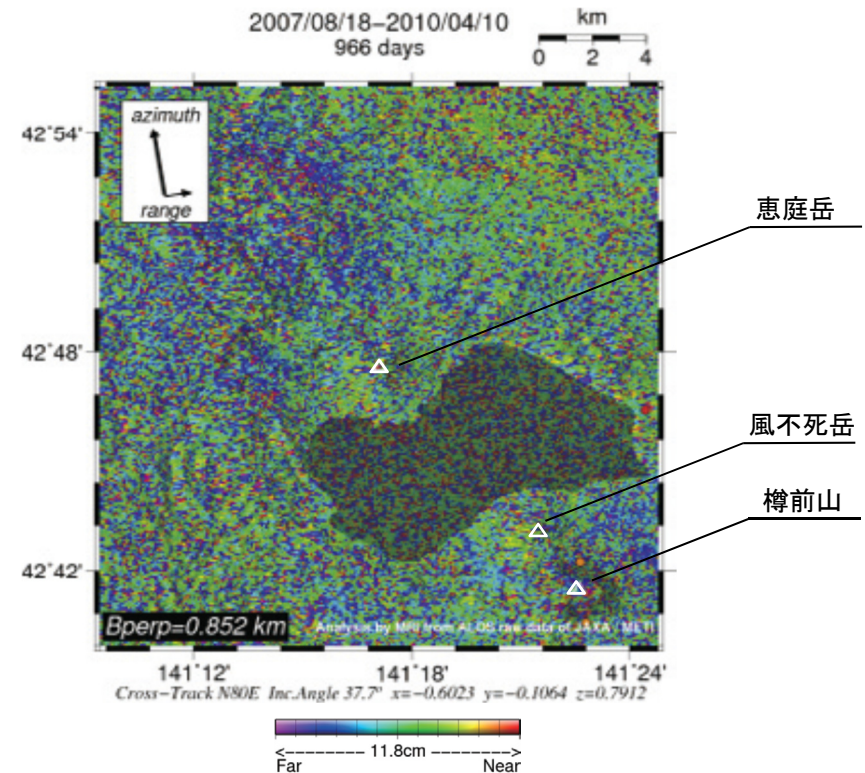 2007/08/18−2010/04/10
966 days
km
0 2 4
azimuth
range
42˚54'
42˚48'
42˚42'
恵庭岳
風不死岳
樽前山
Bperp=0.852 km
Analysis by MRI from ALOS raw data of JAXA / METI
141˚12' 141˚18' 141˚24'
Cross−Track N80E Inc.Angle 37.7° x=−0.6023 y=−0.1064 z=0.7912
<−−−−−−−− 11.8cm −−−−−−−−>
Far Near